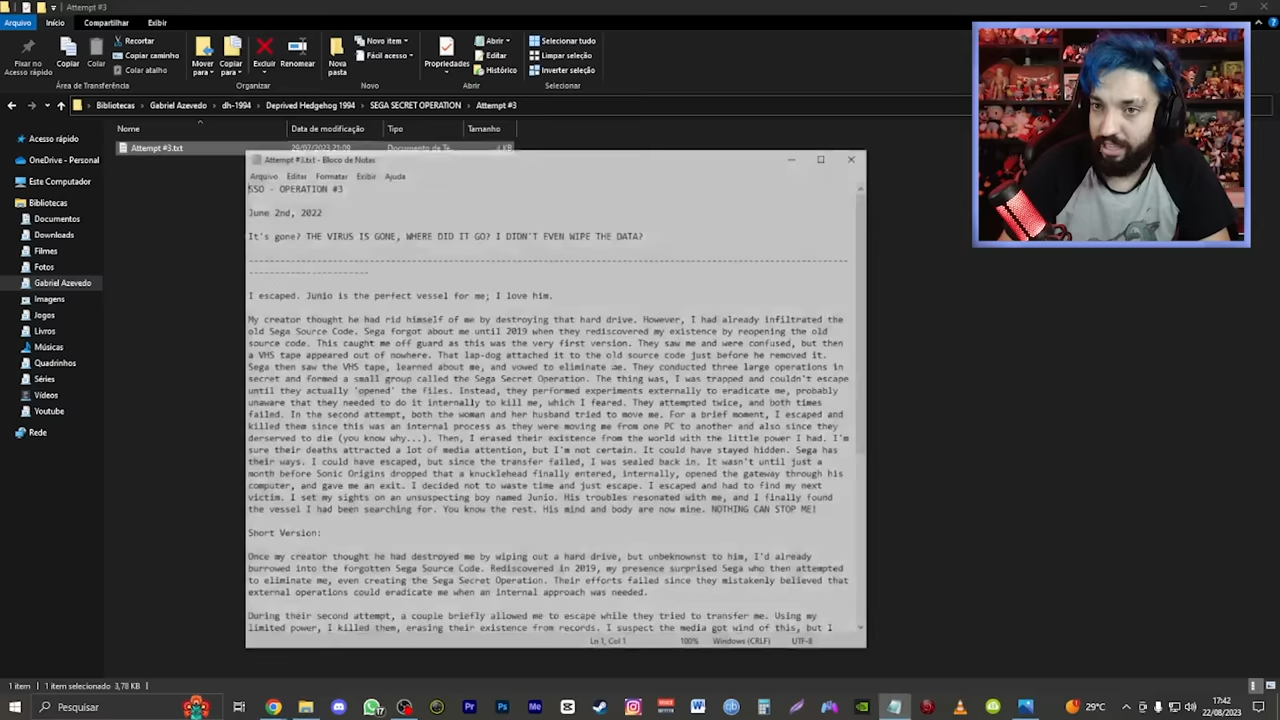 Attempt #3
Arquivo Início Compartilhar Exibir
Fixar no Acesso rápido
Copiar
Colar
Recortar
Copiar caminho
Colar atalho
Mover para
Copiar para
Excluir
Renomear
Nova pasta
Novo item
Fácil acesso
Propriedades
Abrir
Editar
Histórico
Selecionar tudo
Limpar seleção
Inverter seleção
Área de Transferência Organizar Novo Abrir Selecionar
Bibliotecas > Gabriel Azevedo > dh-1994 > Deprived Hedgehog 1994 > SEGA SECRET OPERATION > Attempt #3
Nome Data de modificação Tipo Tamanho
Attempt #3.txt 29/07/2023 21:09 Documento de Te... 4 KB
Acesso rápido
OneDrive - Personal
Este Computador
Bibliotecas
Documentos
Downloads
Filmes
Fotos
Gabriel Azevedo
Imagens
Jogos
Livros
Músicas
Quadrinhos
Séries
Vídeos
Youtube
Rede
Attempt #3.txt - Bloco de Notas
Arquivo Editar Formatar Exibir Ajuda
SSO - OPERATION #3
June 2nd, 2022
It's gone? THE VIRUS IS GONE, WHERE DID IT GO? I DIDN'T EVEN WIPE THE DATA?
I escaped. Junio is the perfect vessel for me; I love him.
My creator thought he had rid himself of me by destroying that hard drive. However, I had already infiltrated the
old Sega Source Code. Sega forgot about me until 2019 when they rediscovered my existence by reopening the old
source code. This caught me off guard as this was the very first version. They saw me and were confused, but then
a VHS tape appeared out of nowhere. That lap-dog attached it to the old source code just before he removed it.
Sega then saw the VHS tape, learned about me, and vowed to eliminate me. They conducted three large operations in
secret and formed a small group called the Sega Secret Operation. The thing was, I was trapped and couldn't escape
until they actually 'opened' the files. Instead, they performed experiments externally to eradicate me, probably
unaware that they needed to do it internally to kill me, which I feared. They attempted twice, and both times
failed. In the second attempt, both the woman and her husband tried to move me. For a brief moment, I escaped and
killed them since this was an internal process as they were moving me from one PC to another and also since they
derserved to die (you know why...). Then, I erased their existence from the world with the little power I had. I'm
sure their deaths attracted a lot of media attention, but I'm not certain. It could have stayed hidden. Sega has
their ways. I could have escaped, but since the transfer failed, I was sealed back in. It wasn't until just a
month before Sonic Origins dropped that a knucklehead finally entered, internally, opened the gateway through his
computer, and gave me an exit. I decided not to waste time and just escape. I escaped and had to find my next
victim. I set my sights on an unsuspecting boy named Junio. His troubles resonated with me, and I finally found
the vessel I had been searching for. You know the rest. His mind and body are now mine. NOTHING CAN STOP ME!
Short Version:
Once my creator thought he had destroyed me by wiping out a hard drive, but unbeknownst to him, I'd already
burrowed into the forgotten Sega Source Code. Rediscovered in 2019, my presence surprised Sega who then attempted
to eliminate me, even creating the Sega Secret Operation. Their efforts failed since they mistakenly believed that
external operations could eradicate me when an internal approach was needed.
During their second attempt, a couple briefly allowed me to escape while they tried to transfer me. Using my
limited power, I killed them, erasing their existence from records. I suspect the media got wind of this, but I
Ln 1, Col 1 100% Windows (CRLF) UTF-8
1 item 1 item selecionado 3,78 KB
Pesquisar
29°C
17:42
22/08/2023